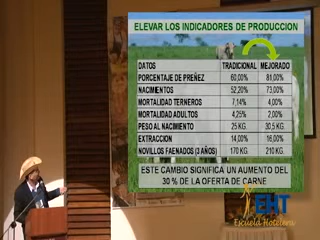 ELEVAR LOS INDICADORES DE PRODUCCION
DATOS TRADICIONAL MEJORADO
PORCENTAJE DE PREÑEZ 60,00% 81,00%
NACIMIENTOS 52,20% 73,00%
MORTALIDAD TERNEROS 7,14% 4,00%
MORTALIDAD ADULTOS 4,25% 2,00%
PESO AL NACIMIENTO 25 KG. 30,5 KG.
EXTRACCION 14,00% 16,00%
NOVILLOS FAENADOS (3 AÑOS) 170 KG 210 KG.
ESTE CAMBIO SIGNIFICA UN AUMENTO DEL
30 % DE LA OFERTA DE CARNE
EHT
Escuela Hotelera